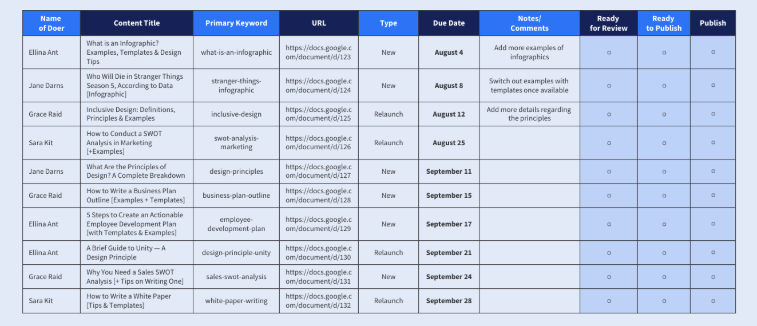 Name
of Doer
Content Title
Primary Keyword
URL
Type
Due Date
Notes/
Comments
Ready
for Review
Ready
to Publish
Publish
Ellina Ant
What is an Infographic?
Examples, Templates & Design
Tips
what-is-an-infographic
https://docs.google.c
om/document/d/123
New
August 4
Add more examples of
infographics
Jane Darns
Who Will Die in Stranger Things
Season 5, According to Data
[Infographic]
stranger-things-
infographic
https://docs.google.c
om/document/d/124
New
August 8
Switch out examples with
templates once available
Grace Raid
Inclusive Design: Definitions,
Principles & Examples
inclusive-design
https://docs.google.c
om/document/d/125
Relaunch
August 12
Add more details regarding
the principles
Sara Kit
How to Conduct a SWOT
Analysis in Marketing
[+Examples]
swot-analysis-
marketing
https://docs.google.c
om/document/d/126
Relaunch
August 25
Jane Darns
What Are the Principles of
Design? A Complete Breakdown
design-principles
https://docs.google.c
om/document/d/127
New
September 11
Grace Raid
How to Write a Business Plan
Outline [Examples + Templates]
business-plan-outline
https://docs.google.c
om/document/d/128
New
September 15
Ellina Ant
5 Steps to Create an Actionable
Employee Development Plan
[with Templates & Examples]
employee-
development-plan
https://docs.google.c
om/document/d/129
New
September 17
Ellina Ant
A Brief Guide to Unity — A
Design Principle
design-principle-unity
https://docs.google.c
om/document/d/130
Relaunch
September 21
Grace Raid
Why You Need a Sales SWOT
Analysis [+ Tips on Writing One]
sales-swot-analysis
https://docs.google.c
om/document/d/131
New
September 24
Sara Kit
How to Write a White Paper
[Tips & Templates]
white-paper-writing
https://docs.google.c
om/document/d/132
Relaunch
September 28